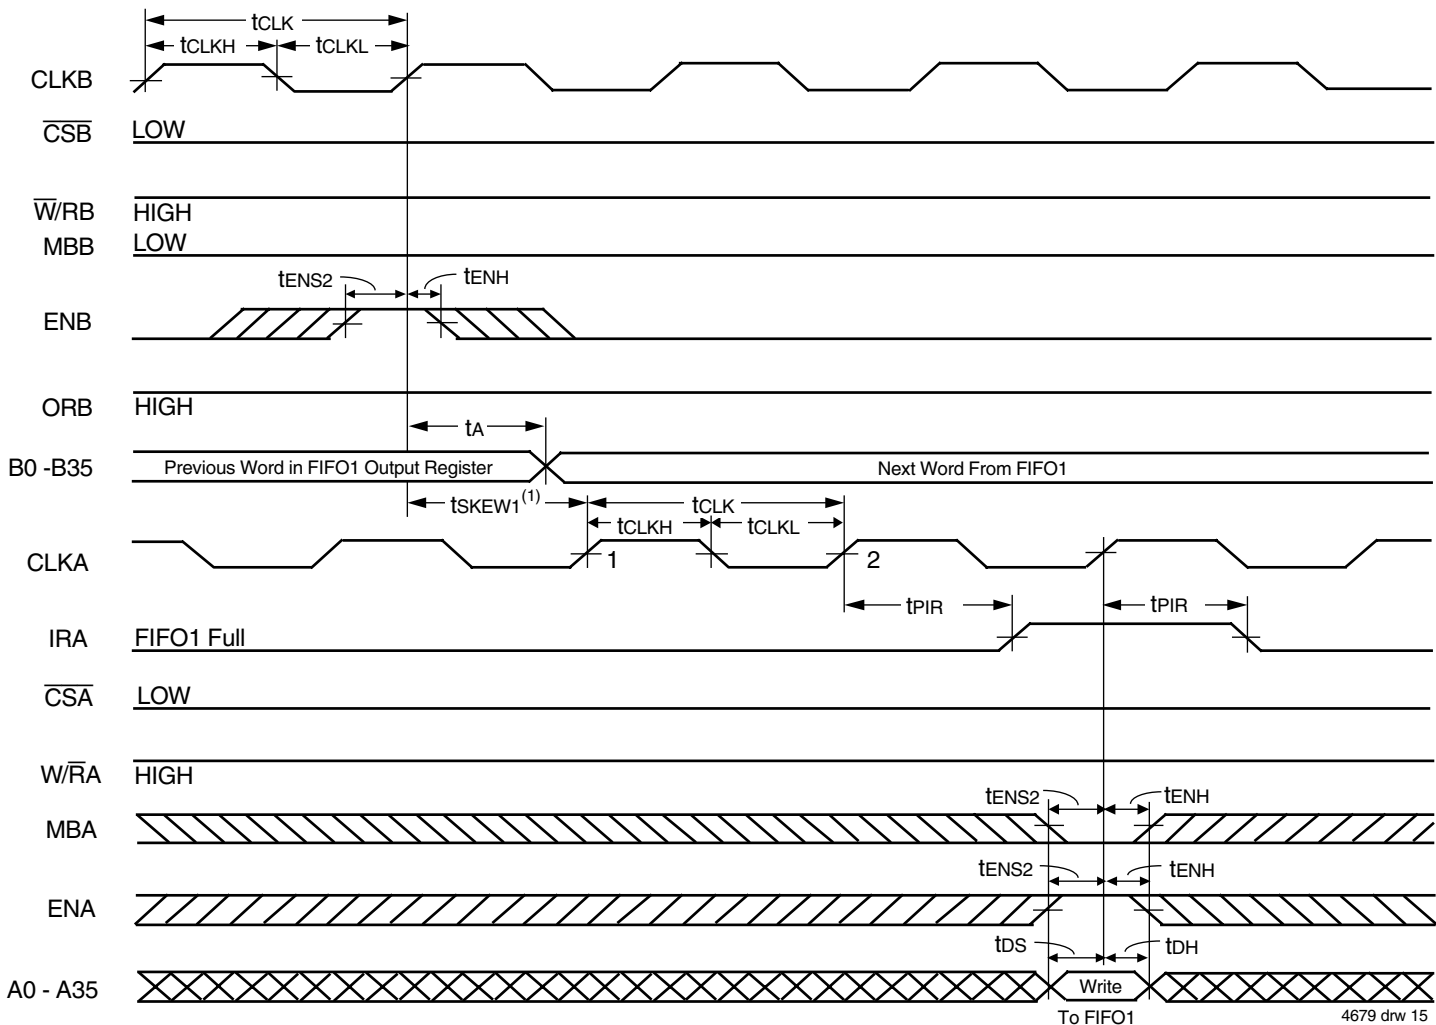 tCLK
tCLKH tCLKL
CLKB
CSB LOW
W/RB HIGH
MBB LOW
tENS2 tENH
ENB
ORB HIGH
tA
B0 -B35 Previous Word in FIFO1 Output Register Next Word From FIFO1
tSKEW1(1) tCLK
tCLKH tCLKL
CLKA 1 2
tPIR tPIR
IRA FIFO1 Full
CSA LOW
W/RA HIGH
tENS2 tENH
MBA
tENS2 tENH
ENA
tDS tDH
A0 - A35 Write
To FIFO1 4679 drw 15